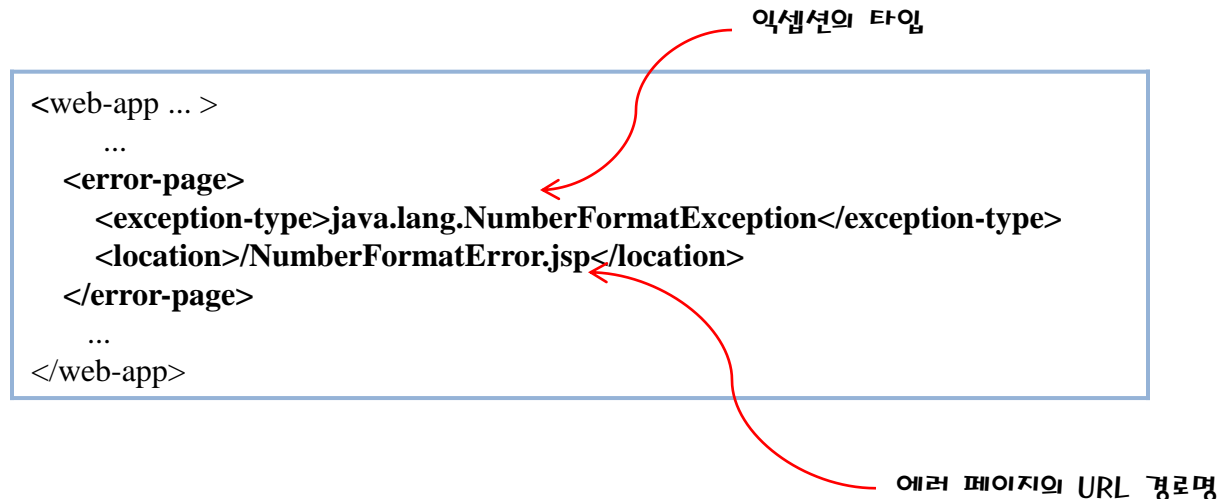 익셉션의 타입
<web-app ... >
...
<error-page>
<exception-type>java.lang.NumberFormatException</exception-type>
<location>/NumberFormatError.jsp</location>
</error-page>
...
</web-app>
에러 페이지의 URL 경로명